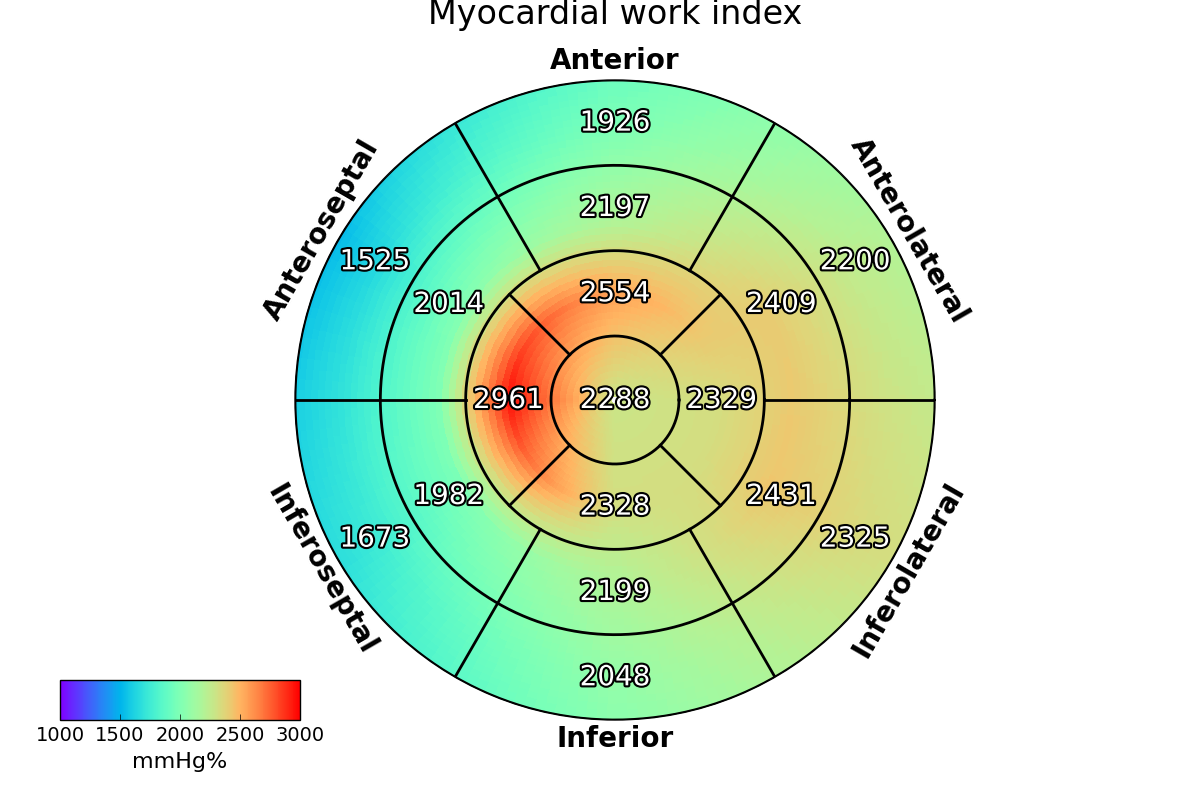 Myocardial work index
Anterior
Anteroseptal
Anterolateral
1926
2197
1525
2200
2014
2554
2409
2961
2288
2329
1982
2328
2431
1673
2325
2199
2048
Inferoseptal
Inferolateral
Inferior
1000 1500 2000 2500 3000
mmHg%